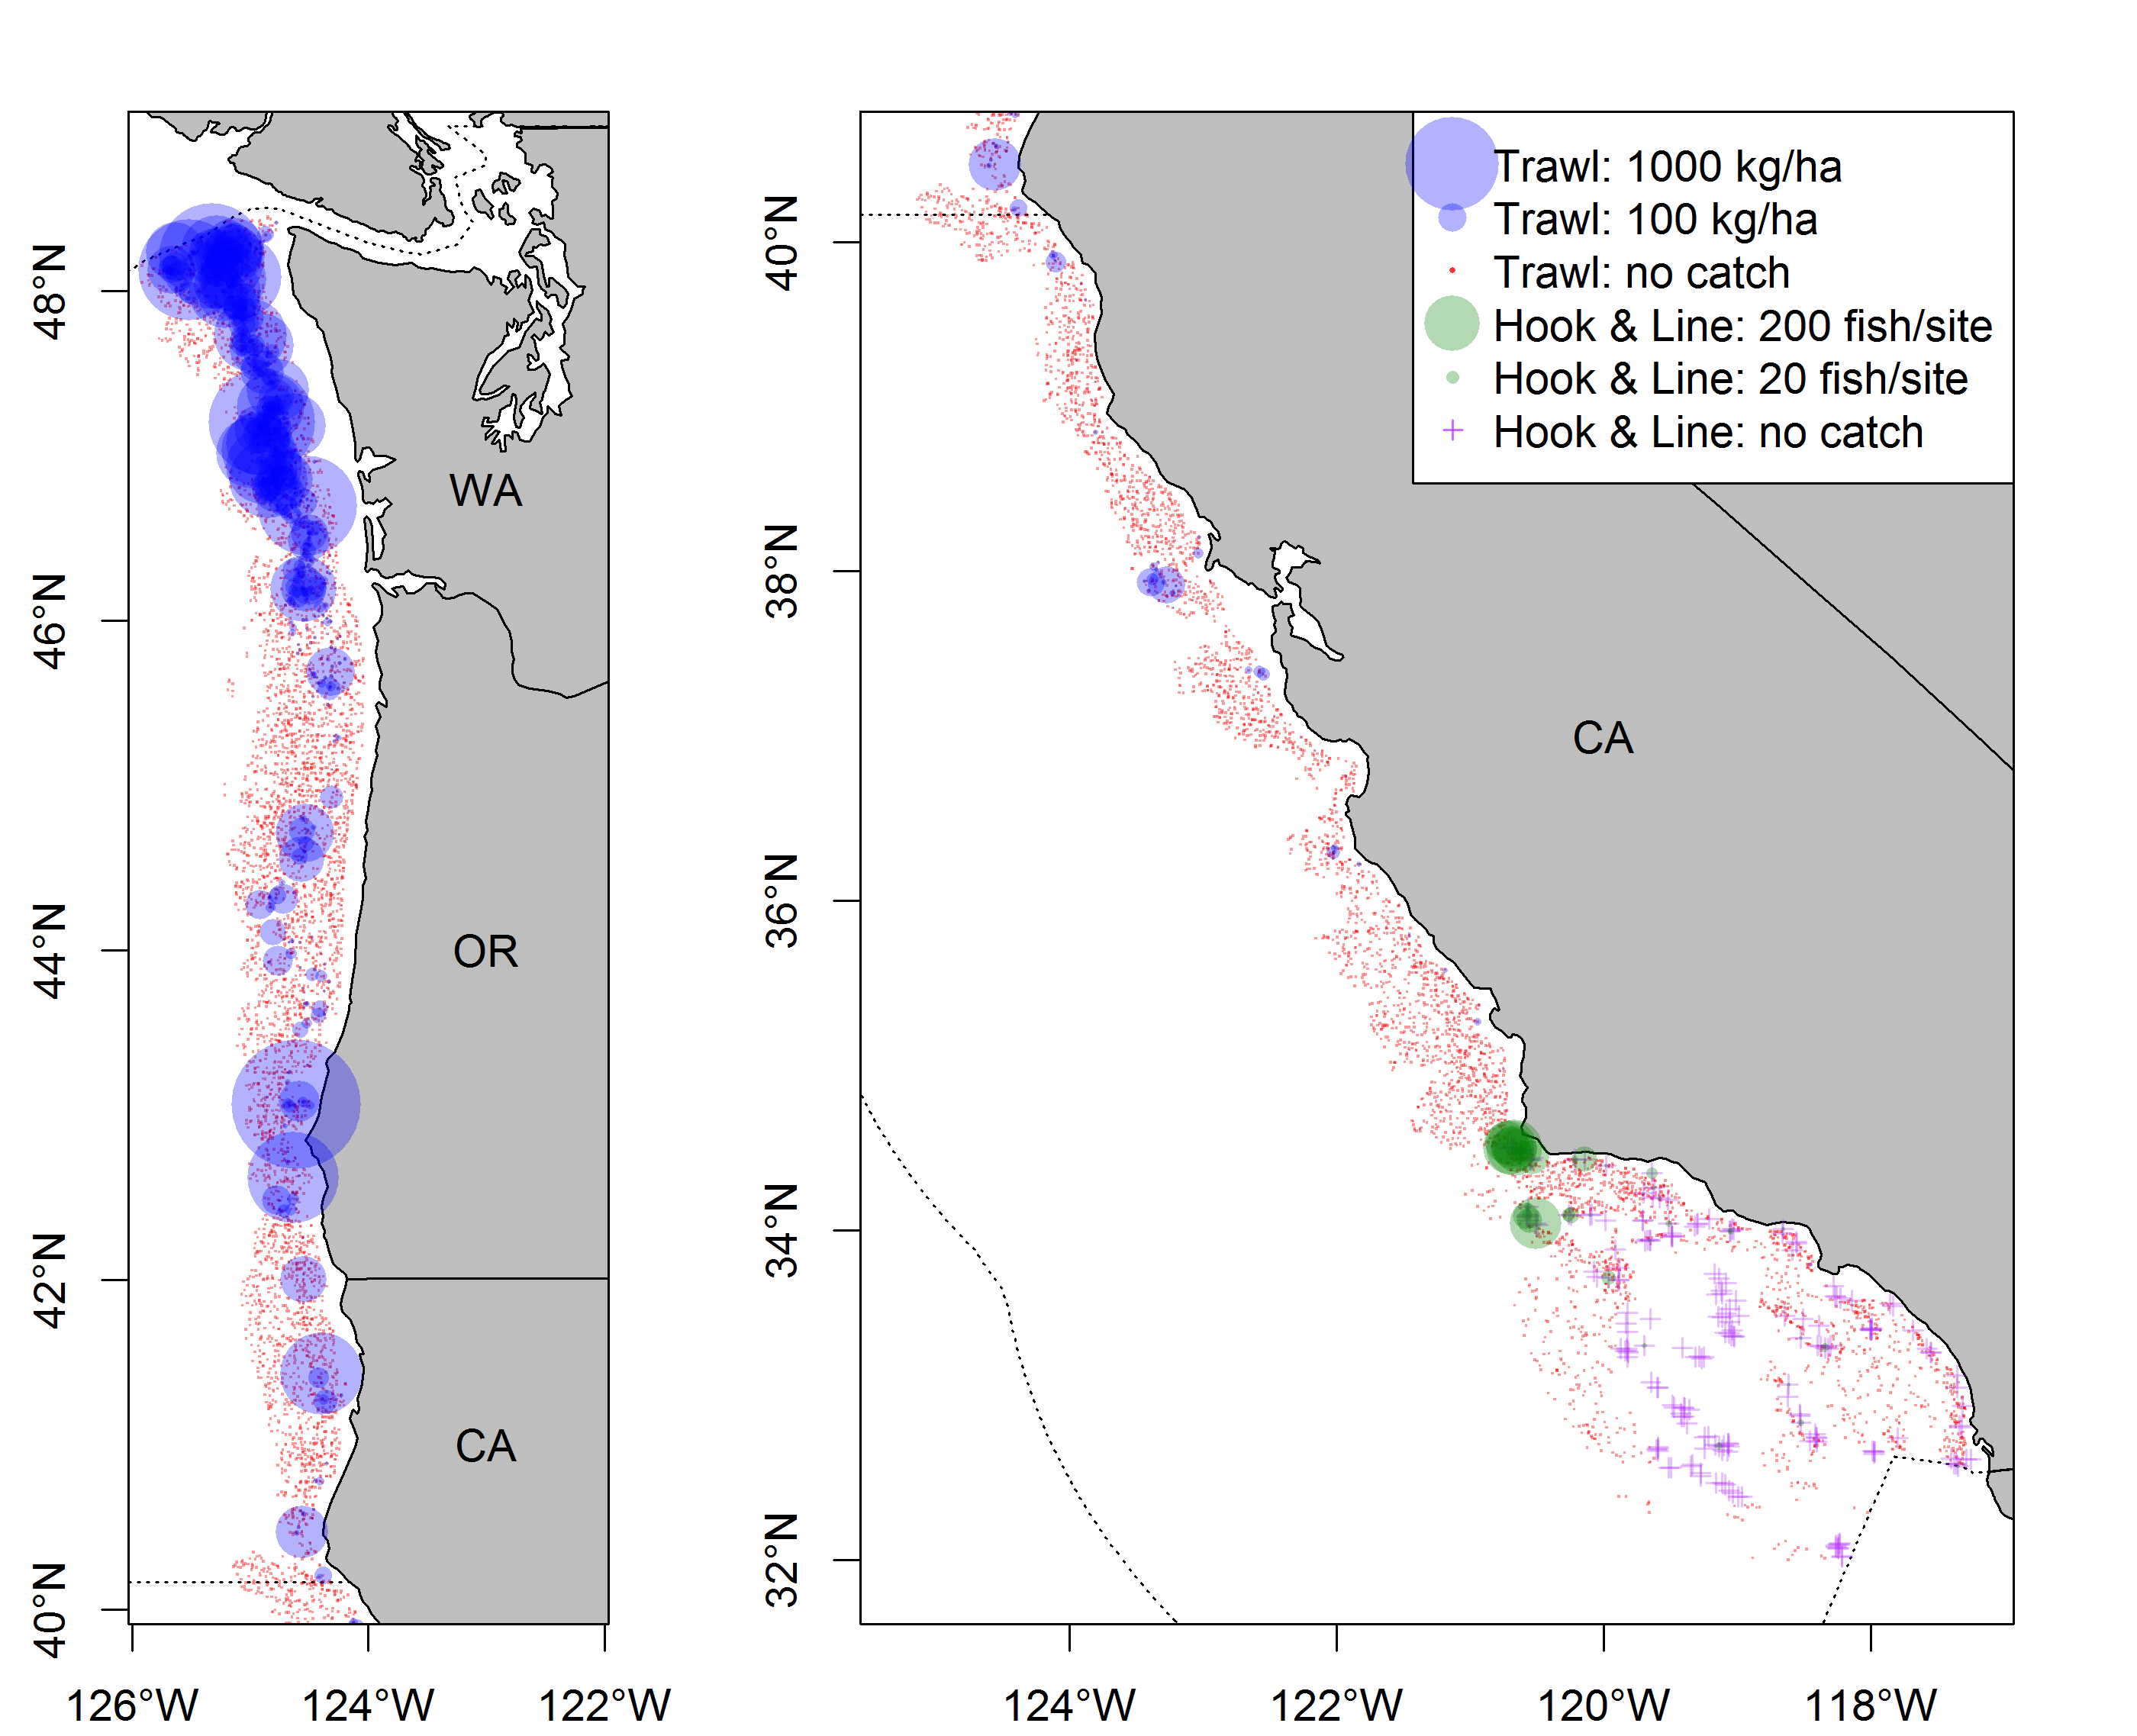 48°N
46°N
44°N
42°N
40°N
126°W
124°W
122°W
WA
OR
CA
40°N
38°N
36°N
34°N
32°N
124°W
122°W
120°W
118°W
CA
Trawl: 1000 kg/ha
Trawl: 100 kg/ha
Trawl: no catch
Hook & Line: 200 fish/site
Hook & Line: 20 fish/site
Hook & Line: no catch